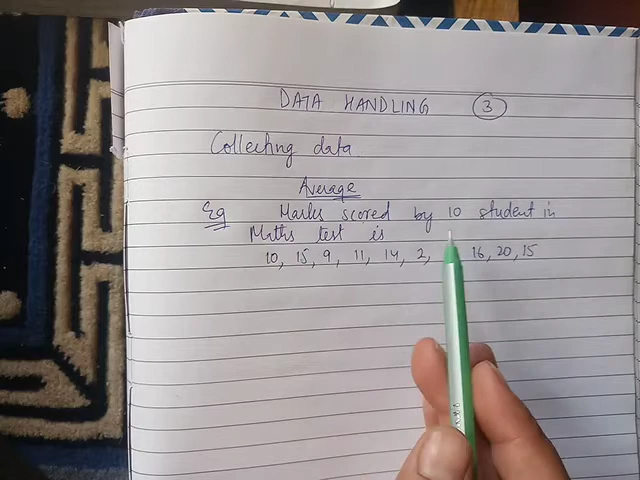 DATA HANDLING 3
Collecting data
Average
Eg Marks scored by 10 student in
Maths test is
10, 15, 9, 11, 14, 2, 16, 20, 15